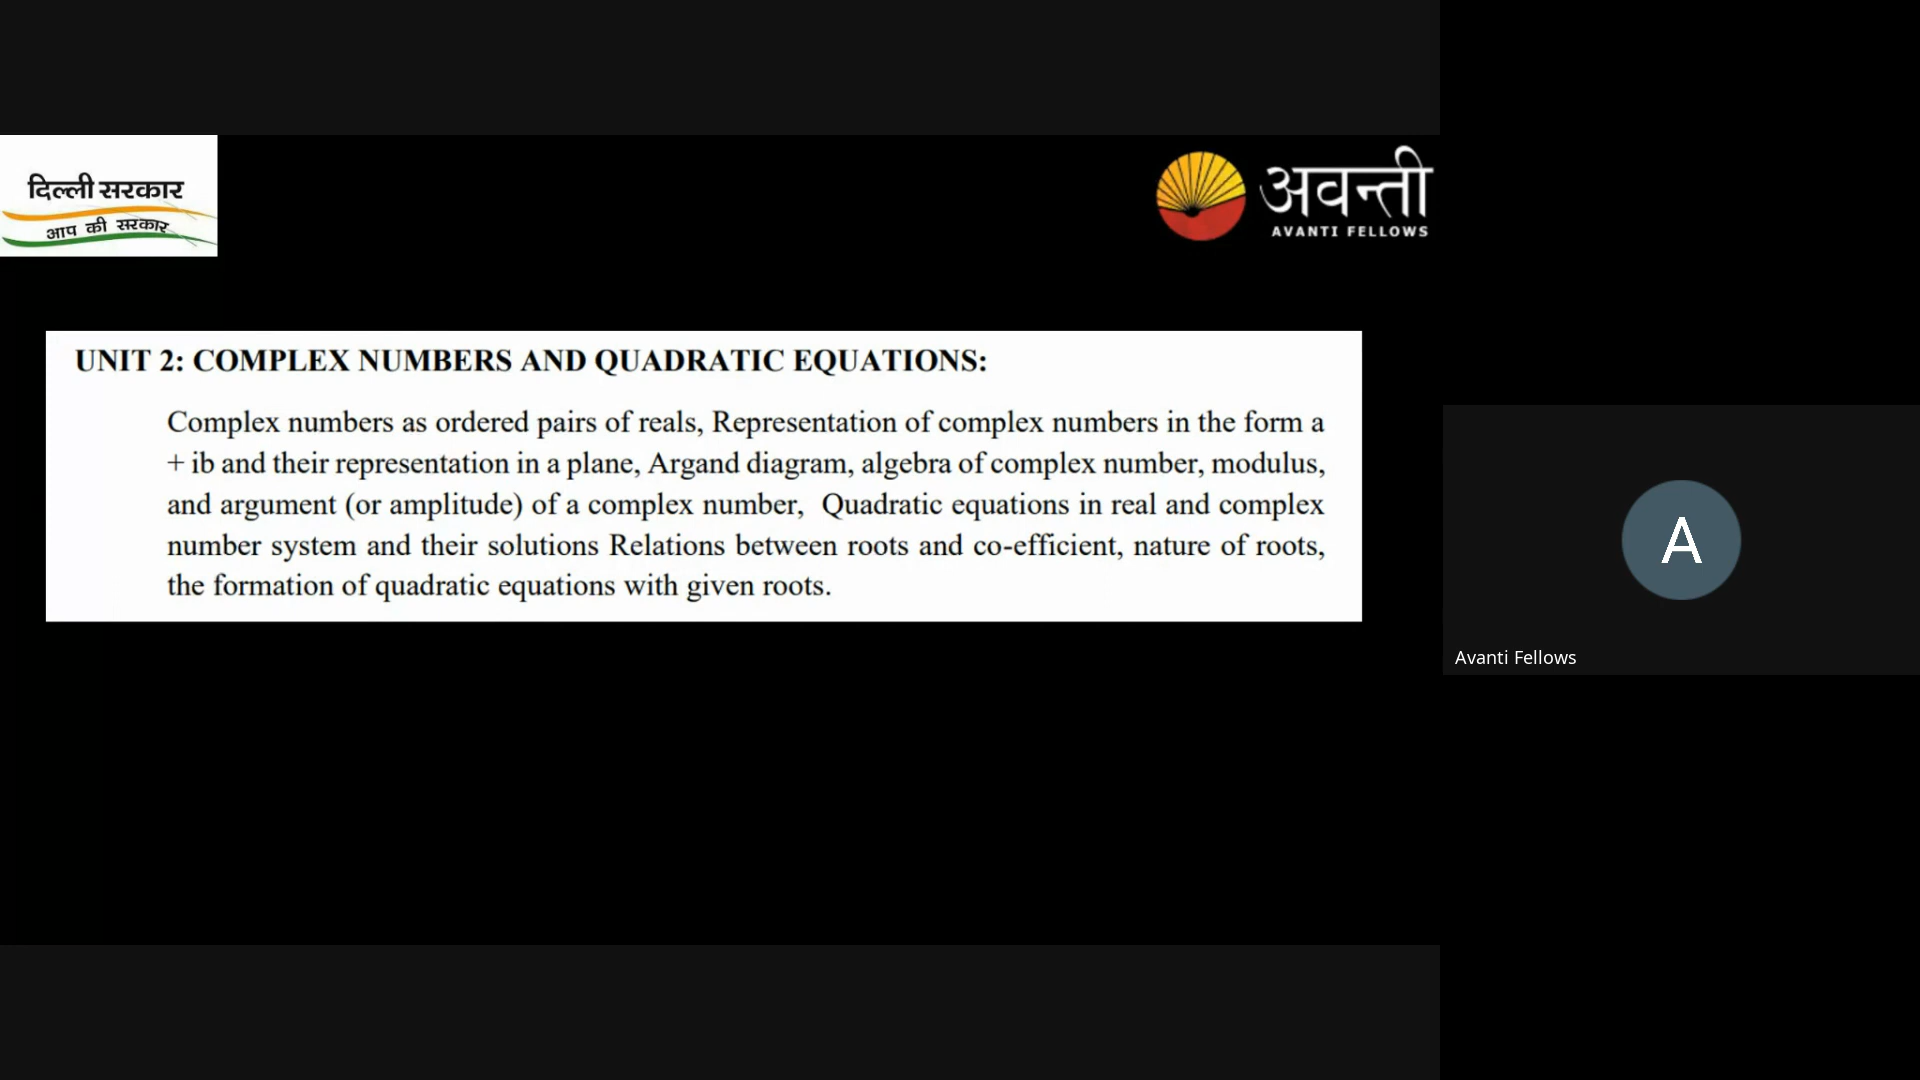 दिल्ली सरकार
आप की सरकार
अवन्ती
AVANTI FELLOWS
UNIT 2: COMPLEX NUMBERS AND QUADRATIC EQUATIONS:
Complex numbers as ordered pairs of reals, Representation of complex numbers in the form a
+ ib and their representation in a plane, Argand diagram, algebra of complex number, modulus,
and argument (or amplitude) of a complex number, Quadratic equations in real and complex
number system and their solutions Relations between roots and co-efficient, nature of roots,
the formation of quadratic equations with given roots.
A
Avanti Fellows